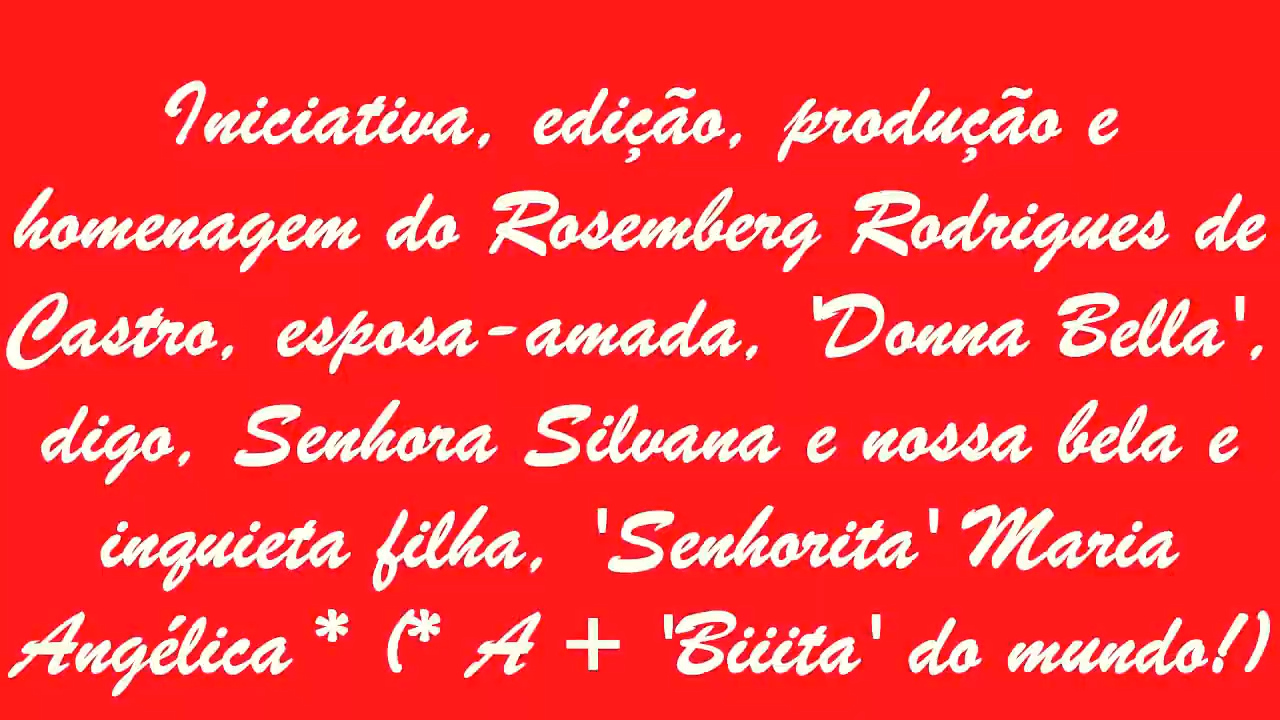 Iniciativa, edição, produção e
homenagem do Rosemberg Rodrigues de
Castro, esposa-amada, 'Donna Bella',
digo, Senhora Silvana e nossa bela e
inquieta filha, 'Senhorita' Maria
Angélica * (* A + 'Biiita' do mundo!)